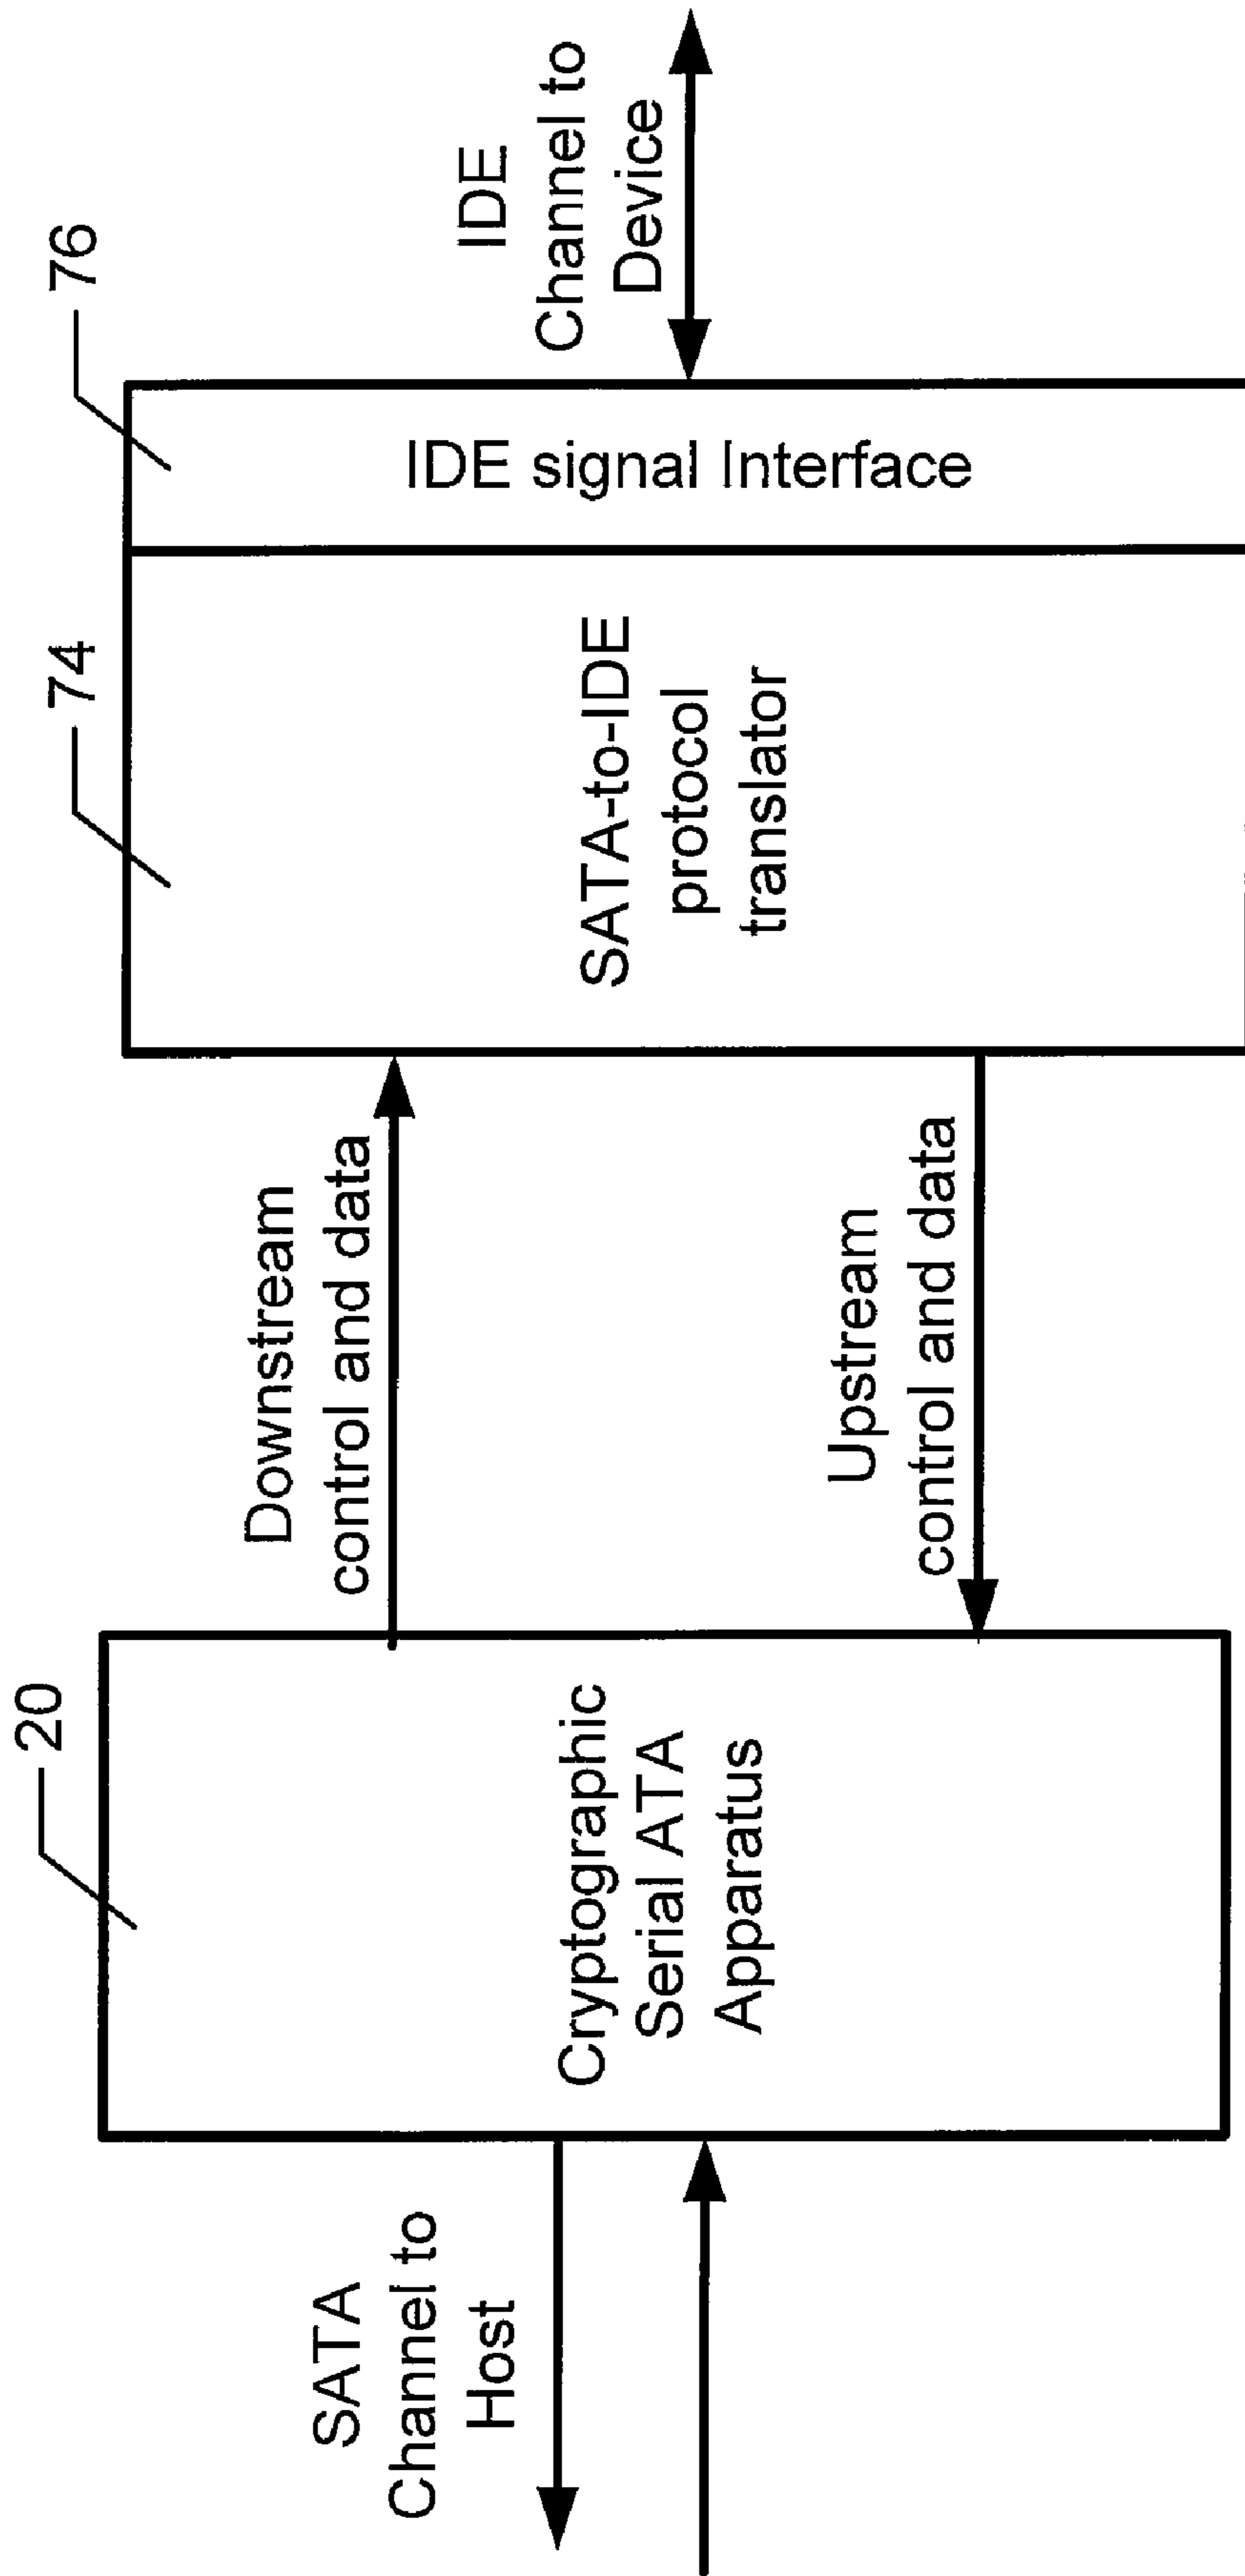 SATA
Channel to
Host
20
Cryptographic
Serial ATA
Apparatus
Downstream
control and data
Upstream
control and data
74
SATA-to-IDE
protocol
translator
76
IDE signal Interface
IDE
Channel to
Device